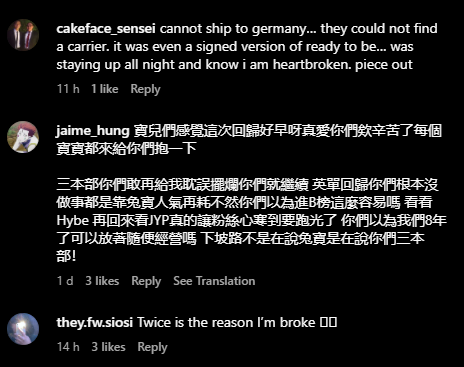 cakeface_sensei cannot ship to germany... they could not find
a carrier. it was even a signed version of ready to be... was
staying up all night and know i am heartbroken. piece out
11 h 1 like Reply
jaime_hung 寶兒們感覺這次回歸好早呀真愛你們欸辛苦了每個
寶寶都來給你們抱一下
三本部你們敢再給我耽誤擺爛你們就繼續 英單回歸你們根本沒
做事都是靠兔寶人氣再耗不然你們以為進B榜這麼容易嗎 看看
Hybe 再回來看JYP真的讓粉絲心寒到要跑光了 你們以為我們8年
了可以放著隨便經營嗎 下坡路不是在說兔寶是在說你們三本
部!
1 d 3 likes Reply See Translation
they.fw.siosi Twice is the reason I'm broke
14 h 3 likes Reply